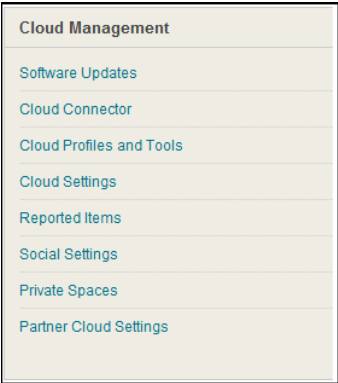 Cloud Management
Software Updates
Cloud Connector
Cloud Profiles and Tools
Cloud Settings
Reported Items
Social Settings
Private Spaces
Partner Cloud Settings